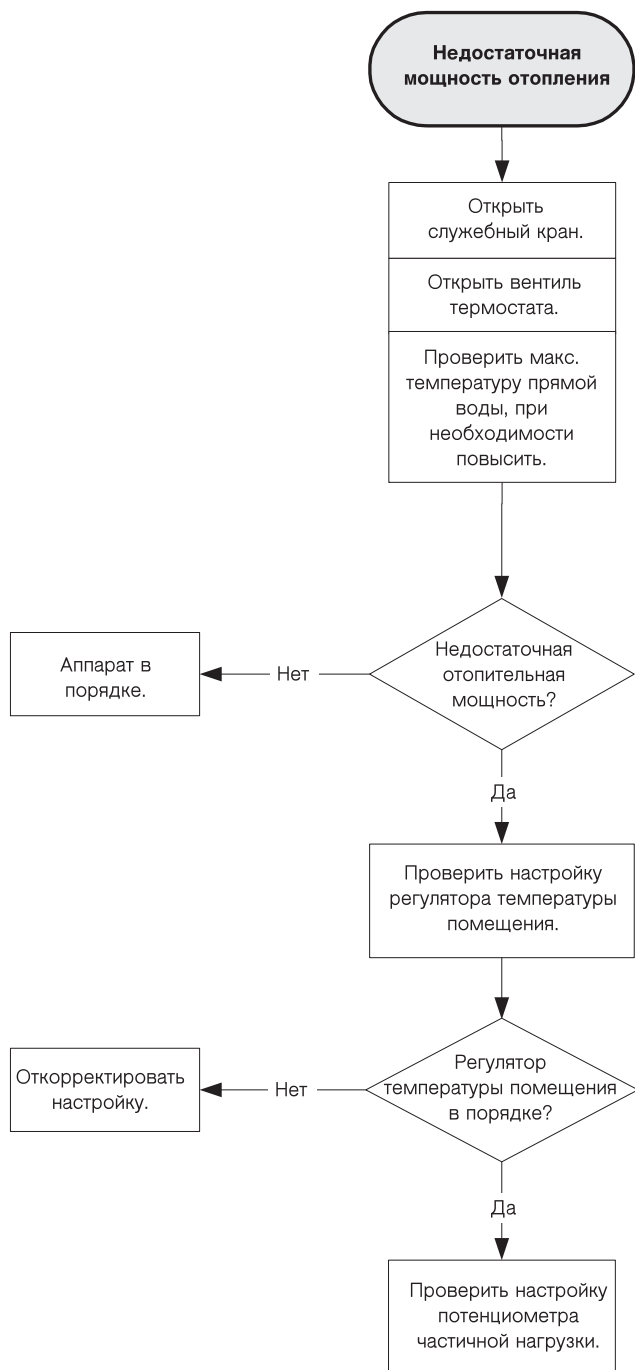 Недостаточная
мощность отопления
Открыть
служебный кран.
Открыть вентиль
термостата.
Проверить макс.
температуру прямой
воды, при
необходимости
повысить.
Недостаточная
отопительная
мощность?
Нет
Аппарат в
порядке.
Да
Проверить настройку
регулятора температуры
помещения.
Регулятор
температуры помещения
в порядке?
Нет
Откорректировать
настройку.
Да
Проверить настройку
потенциометра
частичной нагрузки.